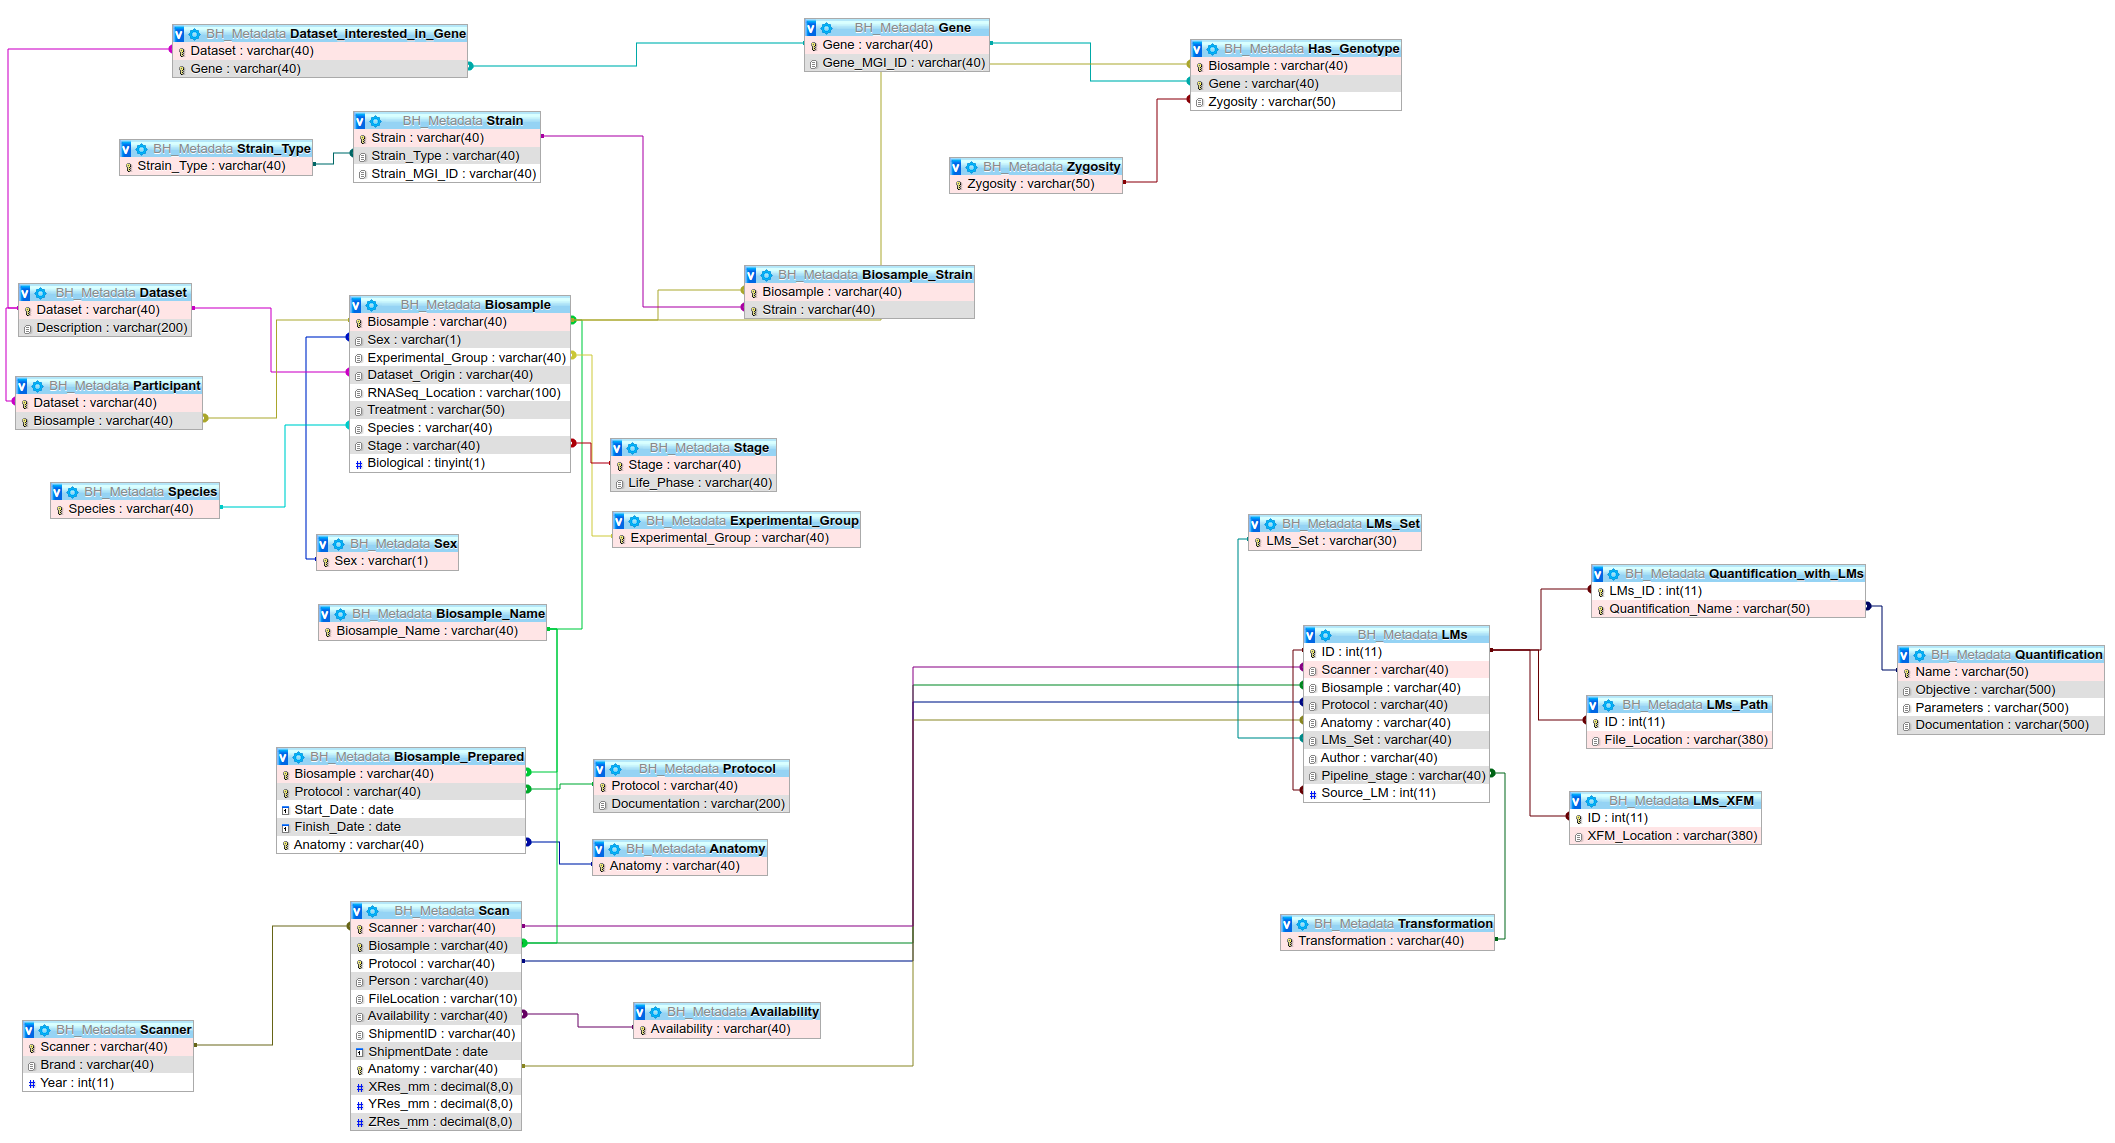 BH_Metadata Dataset_interested_in_Gene
Dataset : varchar(40)
Gene : varchar(40)
BH_Metadata Gene
Gene : varchar(40)
Gene_MGI_ID : varchar(40)
BH_Metadata Has_Genotype
Biosample : varchar(40)
Gene : varchar(40)
Zygosity : varchar(50)
BH_Metadata Strain_Type
Strain_Type : varchar(40)
BH_Metadata Strain
Strain : varchar(40)
Strain_Type : varchar(40)
Strain_MGI_ID : varchar(40)
BH_Metadata Zygosity
Zygosity : varchar(50)
BH_Metadata Dataset
Dataset : varchar(40)
Description : varchar(200)
BH_Metadata Biosample
Biosample : varchar(40)
Sex : varchar(1)
Experimental_Group : varchar(40)
Dataset_Origin : varchar(40)
RNASeq_Location : varchar(100)
Treatment : varchar(50)
Species : varchar(40)
Stage : varchar(40)
Biological : tinyint(1)
BH_Metadata Biosample_Strain
Biosample : varchar(40)
Strain : varchar(40)
BH_Metadata Participant
Dataset : varchar(40)
Biosample : varchar(40)
BH_Metadata Stage
Stage : varchar(40)
Life_Phase : varchar(40)
BH_Metadata Species
Species : varchar(40)
BH_Metadata Experimental_Group
Experimental_Group : varchar(40)
BH_Metadata Sex
Sex : varchar(1)
BH_Metadata LMs_Set
LMs_Set : varchar(30)
BH_Metadata Quantification_with_LMs
LMs_ID : int(11)
Quantification_Name : varchar(50)
BH_Metadata Biosample_Name
Biosample_Name : varchar(40)
BH_Metadata LMs
ID : int(11)
Scanner : varchar(40)
Biosample : varchar(40)
Protocol : varchar(40)
Anatomy : varchar(40)
LMs_Set : varchar(40)
Author : varchar(40)
Pipeline_stage : varchar(40)
Source_LM : int(11)
BH_Metadata Quantification
Name : varchar(50)
Objective : varchar(500)
Parameters : varchar(500)
Documentation : varchar(500)
BH_Metadata LMs_Path
ID : int(11)
File_Location : varchar(380)
BH_Metadata Biosample_Prepared
Biosample : varchar(40)
Protocol : varchar(40)
Start_Date : date
Finish_Date : date
Anatomy : varchar(40)
BH_Metadata Protocol
Protocol : varchar(40)
Documentation : varchar(200)
BH_Metadata LMs_XFM
ID : int(11)
XFM_Location : varchar(380)
BH_Metadata Anatomy
Anatomy : varchar(40)
BH_Metadata Scan
Scanner : varchar(40)
Biosample : varchar(40)
Protocol : varchar(40)
Person : varchar(40)
FileLocation : varchar(10)
Availability : varchar(40)
ShipmentID : varchar(40)
ShipmentDate : date
Anatomy : varchar(40)
XRes_mm : decimal(8,0)
YRes_mm : decimal(8,0)
ZRes_mm : decimal(8,0)
BH_Metadata Transformation
Transformation : varchar(40)
BH_Metadata Availability
Availability : varchar(40)
BH_Metadata Scanner
Scanner : varchar(40)
Brand : varchar(40)
Year : int(11)